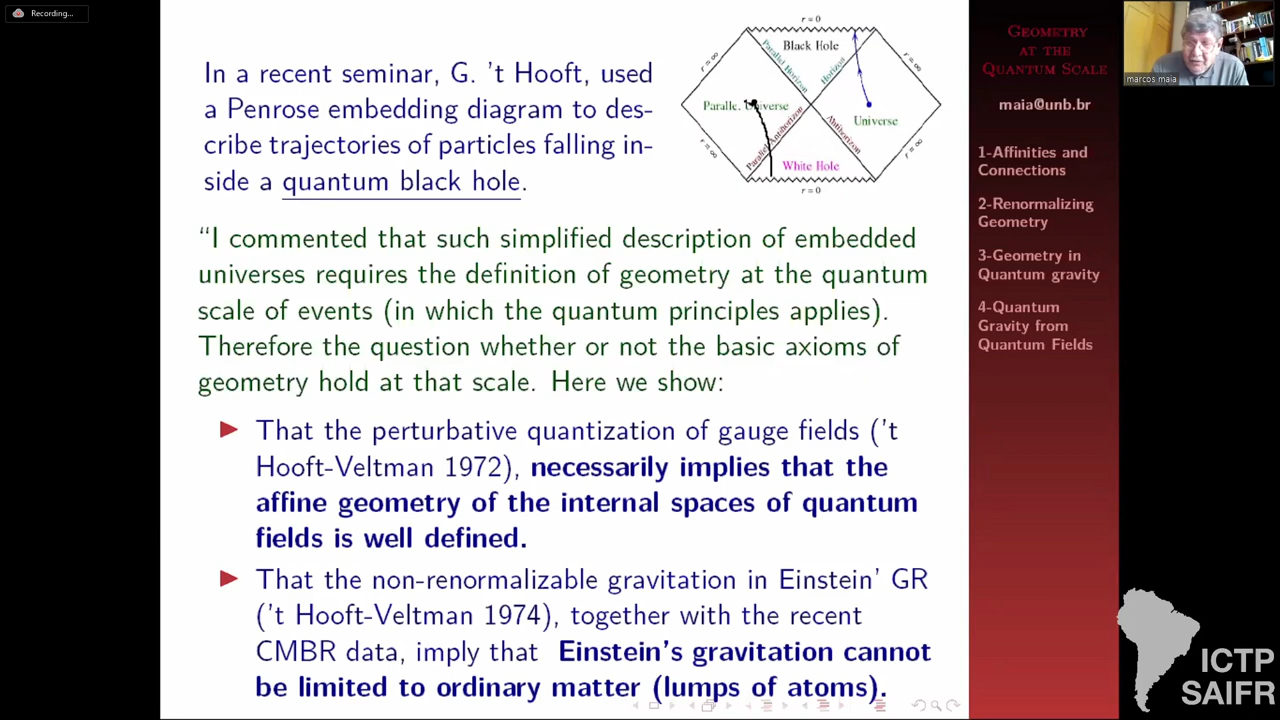 Recording...
In a recent seminar, G. 't Hooft, used
a Penrose embedding diagram to des-
cribe trajectories of particles falling in-
side a quantum black hole.
r = 0
Black Hole
r = ∞
r = ∞
Parallel Horizon
Horizon
Paralle. Universe
Universe
Parallel Antihorizon
Antihorizon
White Hole
r = ∞
r = ∞
r = 0
“I commented that such simplified description of embedded
universes requires the definition of geometry at the quantum
scale of events (in which the quantum principles applies).
Therefore the question whether or not the basic axioms of
geometry hold at that scale. Here we show:
That the perturbative quantization of gauge fields ('t
Hooft-Veltman 1972), necessarily implies that the
affine geometry of the internal spaces of quantum
fields is well defined.
That the non-renormalizable gravitation in Einstein' GR
('t Hooft-Veltman 1974), together with the recent
CMBR data, imply that Einstein's gravitation cannot
be limited to ordinary matter (lumps of atoms).
Geometry
at the
Quantum Scale
maia@unb.br
1-Affinities and
Connections
2-Renormalizing
Geometry
3-Geometry in
Quantum gravity
4-Quantum
Gravity from
Quantum Fields
marcos maia
ICTP
SAIFR